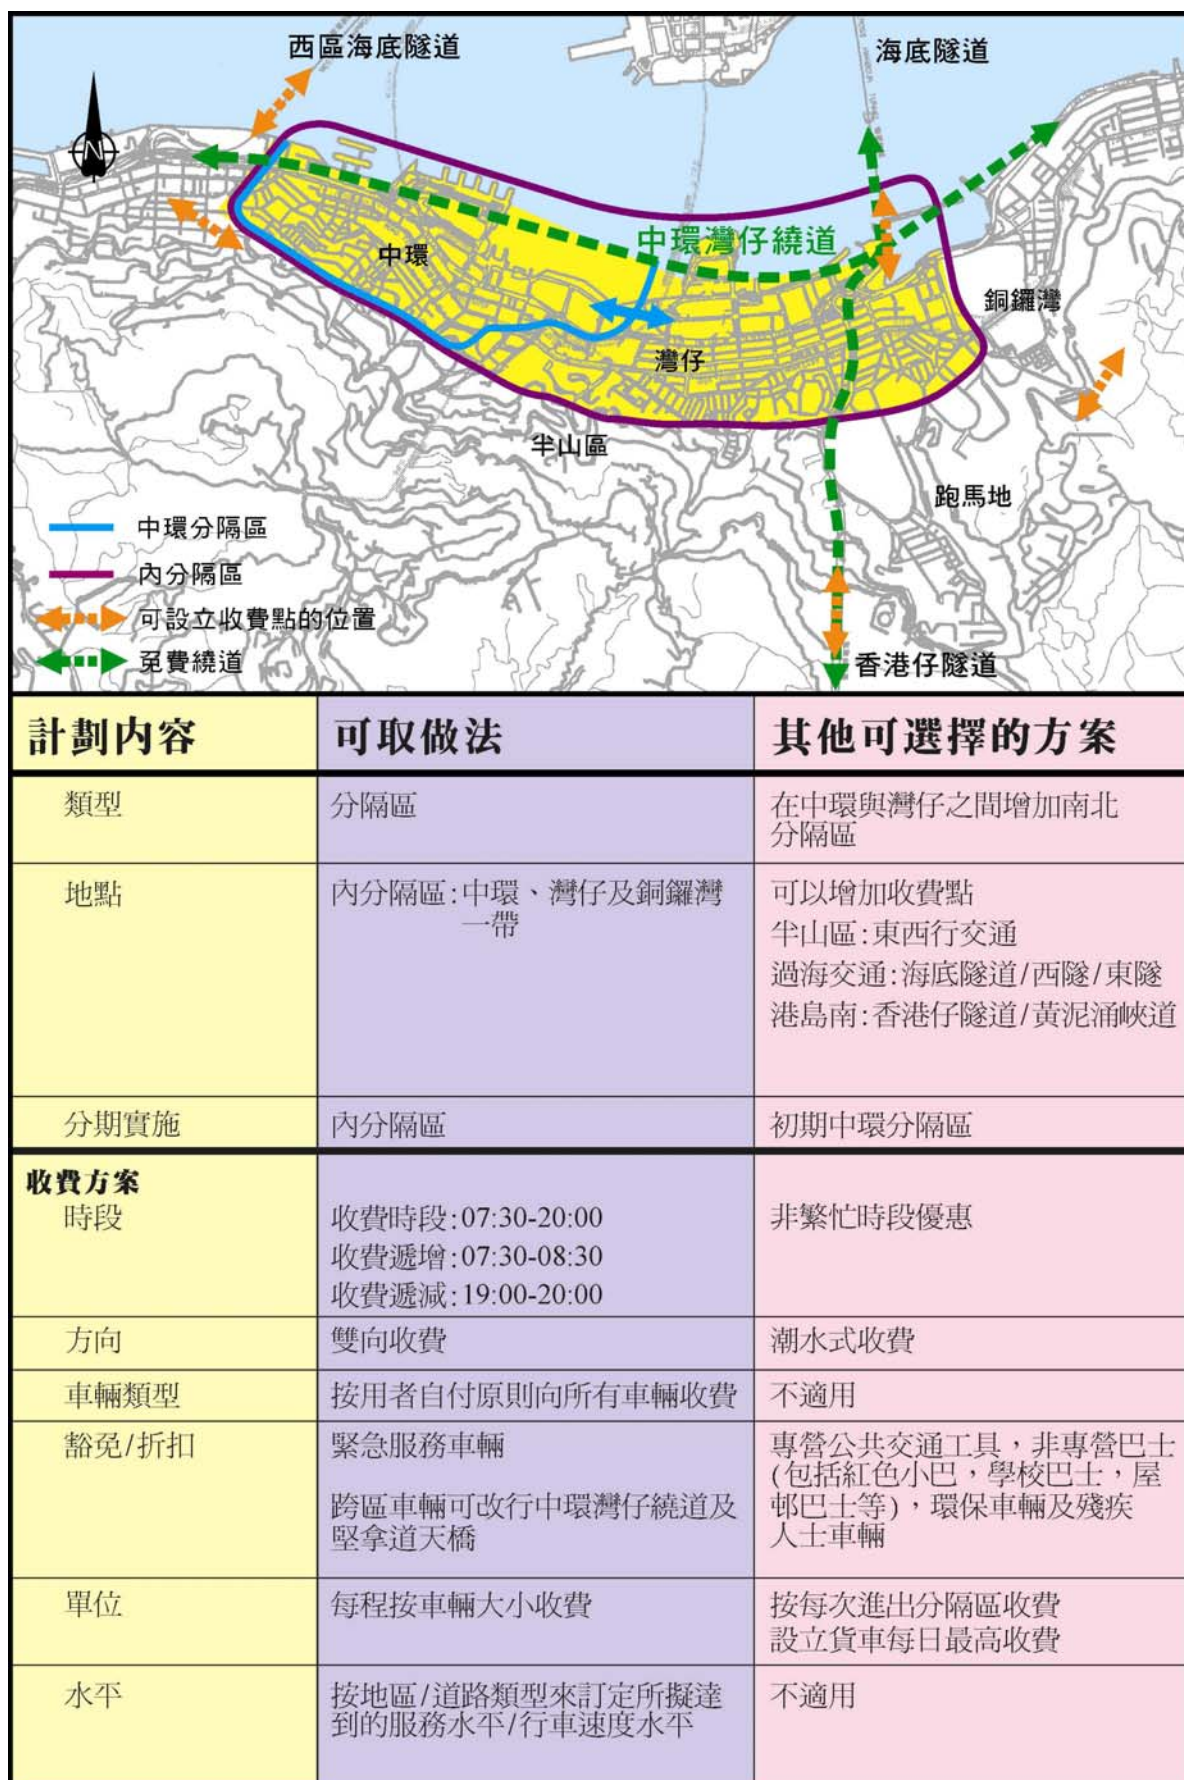 西區海底隧道
海底隧道
N
中環灣仔繞道
中環
銅鑼灣
灣仔
半山區
跑馬地
香港仔隧道
中環分隔區
內分隔區
可設立收費點的位置
免費繞道
計劃內容
可取做法
其他可選擇的方案
類型
分隔區
在中環與灣仔之間增加南北
分隔區
地點
內分隔區:中環、灣仔及銅鑼灣
一帶
可以增加收費點
半山區:東西行交通
過海交通:海底隧道/西隧/東隧
港島南:香港仔隧道/黃泥涌峽道
分期實施
內分隔區
初期中環分隔區
收費方案
時段
收費時段:07:30-20:00
收費遞增:07:30-08:30
收費遞減:19:00-20:00
非繁忙時段優惠
方向
雙向收費
潮水式收費
車輛類型
按用者自付原則向所有車輛收費
不適用
豁免/折扣
緊急服務車輛
跨區車輛可改行中環灣仔繞道及
堅拿道天橋
專營公共交通工具，非專營巴士
(包括紅色小巴，學校巴士，屋
邨巴士等)，環保車輛及殘疾
人士車輛
單位
每程按車輛大小收費
按每次進出分隔區收費
設立貨車每日最高收費
水平
按地區/道路類型來訂定所擬達
到的服務水平/行車速度水平
不適用